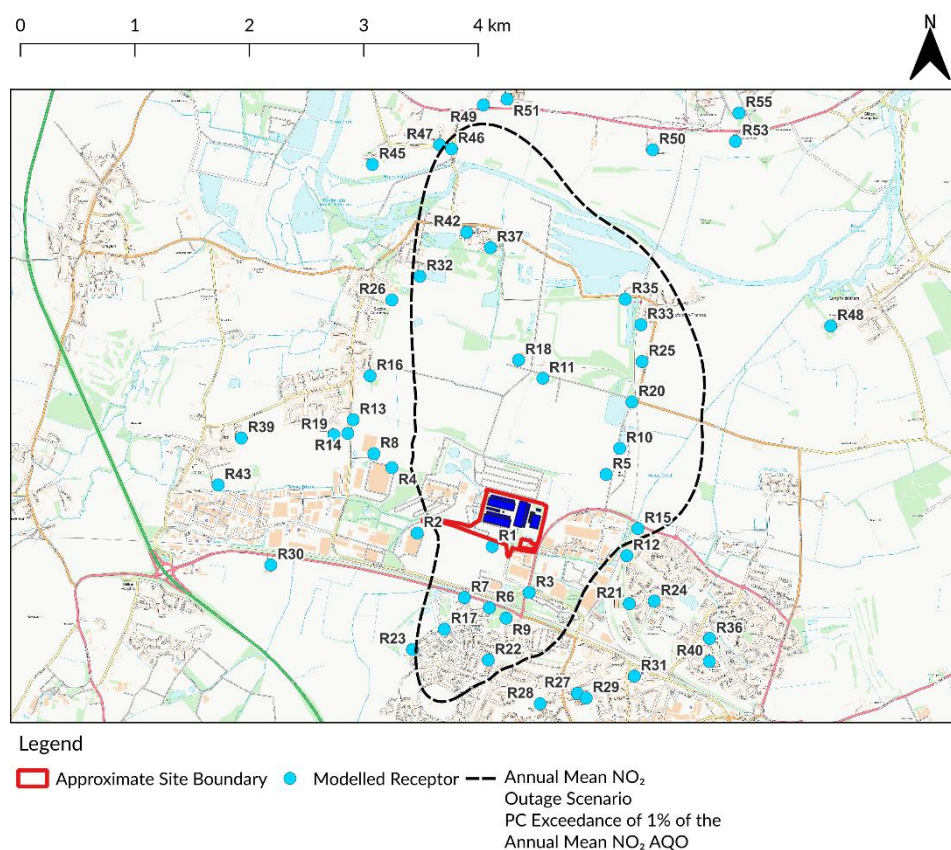 0 1 2 3 4 km
N
R49 R51 R55
R47 R46 R50 R53
R45
R42
R37
R32
R26 R35
R33 R48
R18 R25
R16 R11
R20
R13
R39 R19
R14 R8 R10
R43 R4 R5
R2 R15
R1 R12
R30
R7 R3
R6 R21 R24
R17 R9
R23 R36
R22 R40
R31
R27
R28 R29
Legend
Approximate Site Boundary Modelled Receptor Annual Mean NO₂
Outage Scenario
PC Exceedance of 1% of the
Annual Mean NO₂ AQO